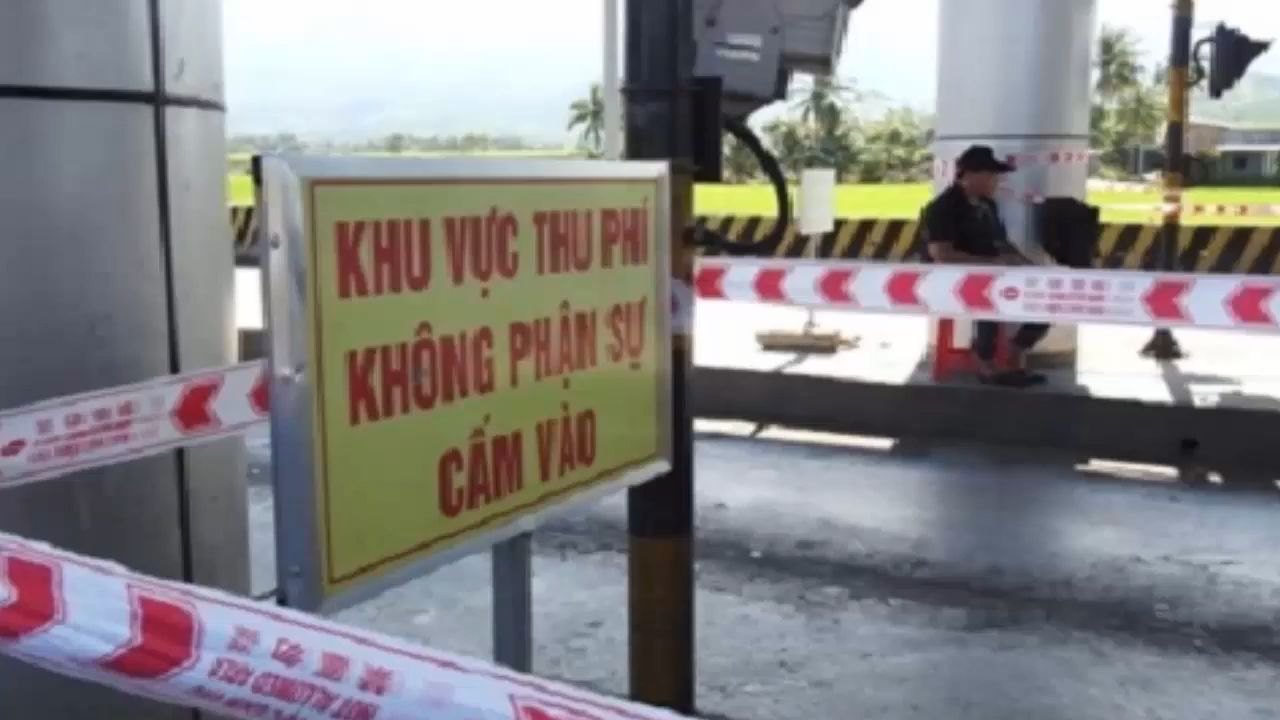 KHU VỰC THU PHÍ
KHÔNG PHẬN SỰ
CẤM VÀO